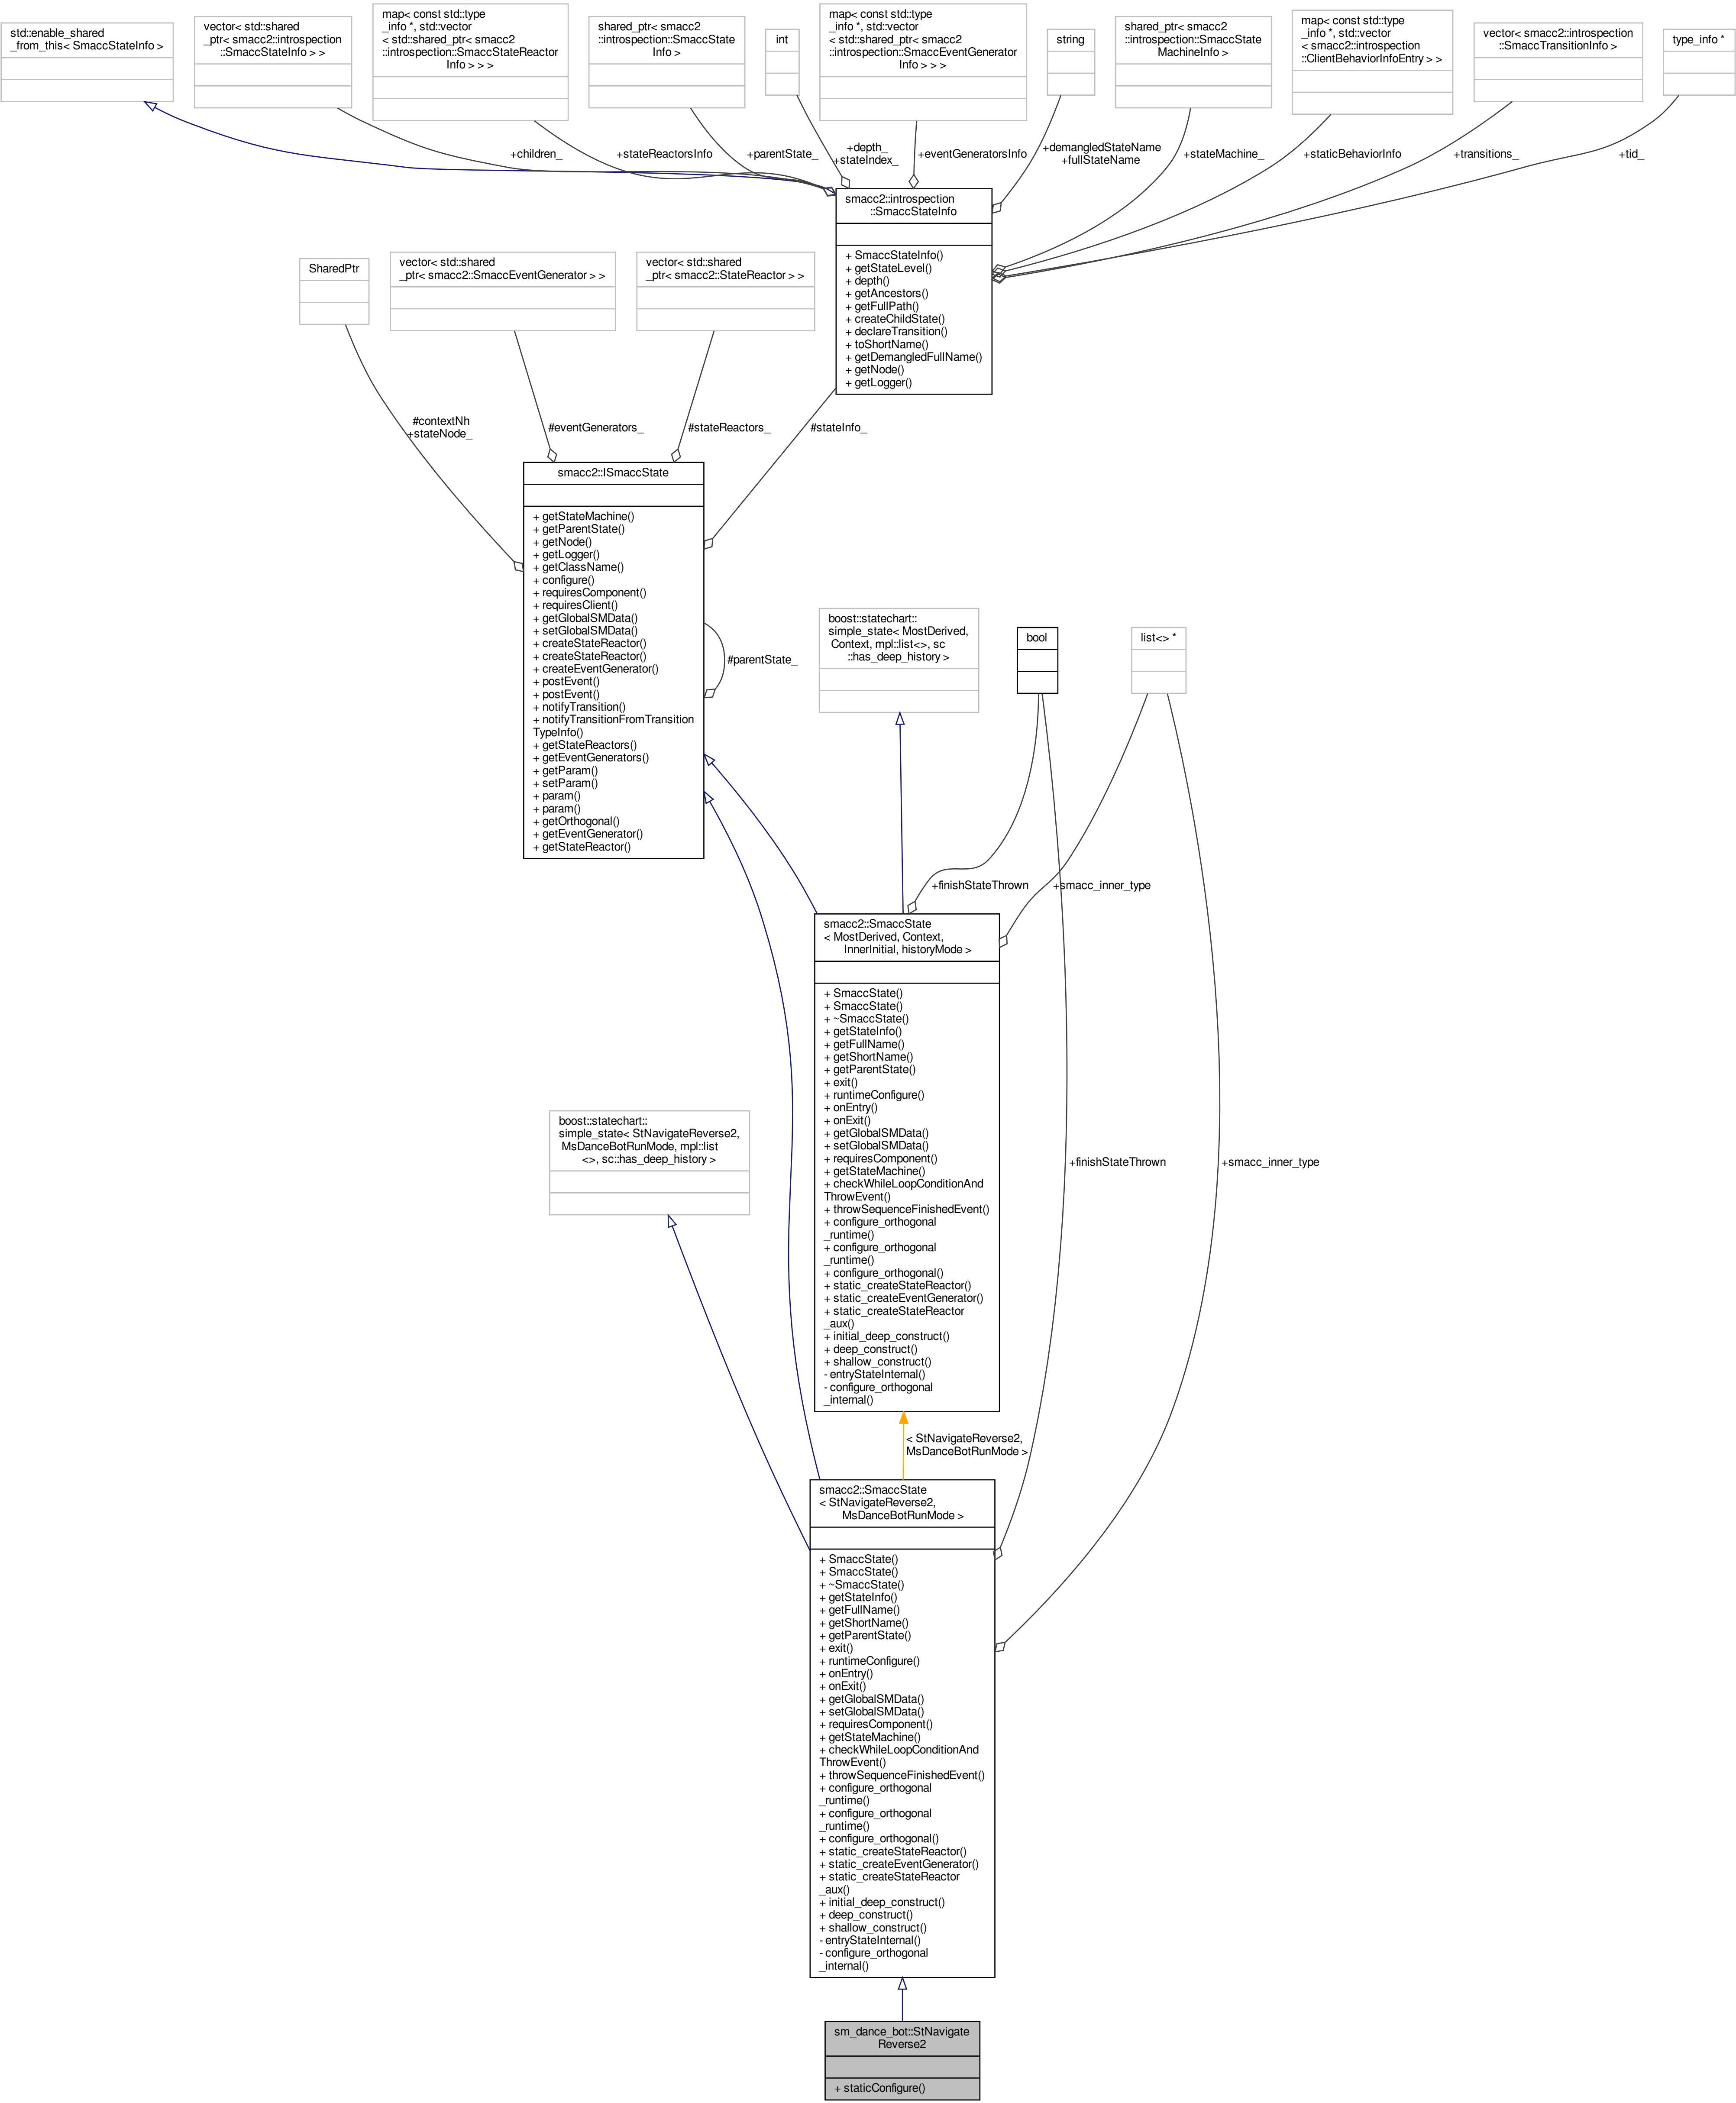 std::enable_shared
_from_this< SmaccStateInfo >
vector< std::shared
_ptr< smacc2::introspection
::SmaccStateInfo > >
map< const std::type
_info *, std::vector
< std::shared_ptr< smacc2
::introspection::SmaccStateReactor
Info > > >
shared_ptr< smacc2
::introspection::SmaccState
Info >
int
map< const std::type
_info *, std::vector
< std::shared_ptr< smacc2
::introspection::SmaccEventGenerator
Info > > >
string
shared_ptr< smacc2
::introspection::SmaccState
MachineInfo >
map< const std::type
_info *, std::vector
< smacc2::introspection
::ClientBehaviorInfoEntry > >
vector< smacc2::introspection
::SmaccTransitionInfo >
type_info *
+children_
+stateReactorsInfo
+parentState_
+depth_
+stateIndex_
+eventGeneratorsInfo
+demangledStateName
+fullStateName
+stateMachine_
+staticBehaviorInfo
+transitions_
+tid_
smacc2::introspection
::SmaccStateInfo
+ SmaccStateInfo()
+ getStateLevel()
+ depth()
+ getAncestors()
+ getFullPath()
+ createChildState()
+ declareTransition()
+ toShortName()
+ getDemangledFullName()
+ getNode()
+ getLogger()
SharedPtr
vector< std::shared
_ptr< smacc2::SmaccEventGenerator > >
vector< std::shared
_ptr< smacc2::StateReactor > >
#contextNh
+stateNode_
#eventGenerators_
#stateReactors_
#stateInfo_
smacc2::ISmaccState
+ getStateMachine()
+ getParentState()
+ getNode()
+ getLogger()
+ getClassName()
+ configure()
+ requiresComponent()
+ requiresClient()
+ getGlobalSMData()
+ setGlobalSMData()
+ createStateReactor()
+ createStateReactor()
+ createEventGenerator()
+ postEvent()
+ postEvent()
+ notifyTransition()
+ notifyTransitionFromTransition
TypeInfo()
+ getStateReactors()
+ getEventGenerators()
+ getParam()
+ setParam()
+ param()
+ param()
+ getOrthogonal()
+ getEventGenerator()
+ getStateReactor()
#parentState_
boost::statechart::
simple_state< MostDerived,
Context, mpl::list<>, sc
::has_deep_history >
bool
list<> *
+finishStateThrown
+smacc_inner_type
smacc2::SmaccState
< MostDerived, Context,
InnerInitial, historyMode >
+ SmaccState()
+ SmaccState()
+ ~SmaccState()
+ getStateInfo()
+ getFullName()
+ getShortName()
+ getParentState()
+ exit()
+ runtimeConfigure()
+ onEntry()
+ onExit()
+ getGlobalSMData()
+ setGlobalSMData()
+ requiresComponent()
+ getStateMachine()
+ checkWhileLoopConditionAnd
ThrowEvent()
+ throwSequenceFinishedEvent()
+ configure_orthogonal
_runtime()
+ configure_orthogonal
_runtime()
+ configure_orthogonal()
+ static_createStateReactor()
+ static_createEventGenerator()
+ static_createStateReactor
_aux()
+ initial_deep_construct()
+ deep_construct()
+ shallow_construct()
- entryStateInternal()
- configure_orthogonal
_internal()
boost::statechart::
simple_state< StNavigateReverse2,
MsDanceBotRunMode, mpl::list
<>, sc::has_deep_history >
+finishStateThrown
+smacc_inner_type
< StNavigateReverse2,
MsDanceBotRunMode >
smacc2::SmaccState
< StNavigateReverse2,
MsDanceBotRunMode >
+ SmaccState()
+ SmaccState()
+ ~SmaccState()
+ getStateInfo()
+ getFullName()
+ getShortName()
+ getParentState()
+ exit()
+ runtimeConfigure()
+ onEntry()
+ onExit()
+ getGlobalSMData()
+ setGlobalSMData()
+ requiresComponent()
+ getStateMachine()
+ checkWhileLoopConditionAnd
ThrowEvent()
+ throwSequenceFinishedEvent()
+ configure_orthogonal
_runtime()
+ configure_orthogonal
_runtime()
+ configure_orthogonal()
+ static_createStateReactor()
+ static_createEventGenerator()
+ static_createStateReactor
_aux()
+ initial_deep_construct()
+ deep_construct()
+ shallow_construct()
- entryStateInternal()
- configure_orthogonal
_internal()
sm_dance_bot::StNavigate
Reverse2
+ staticConfigure()